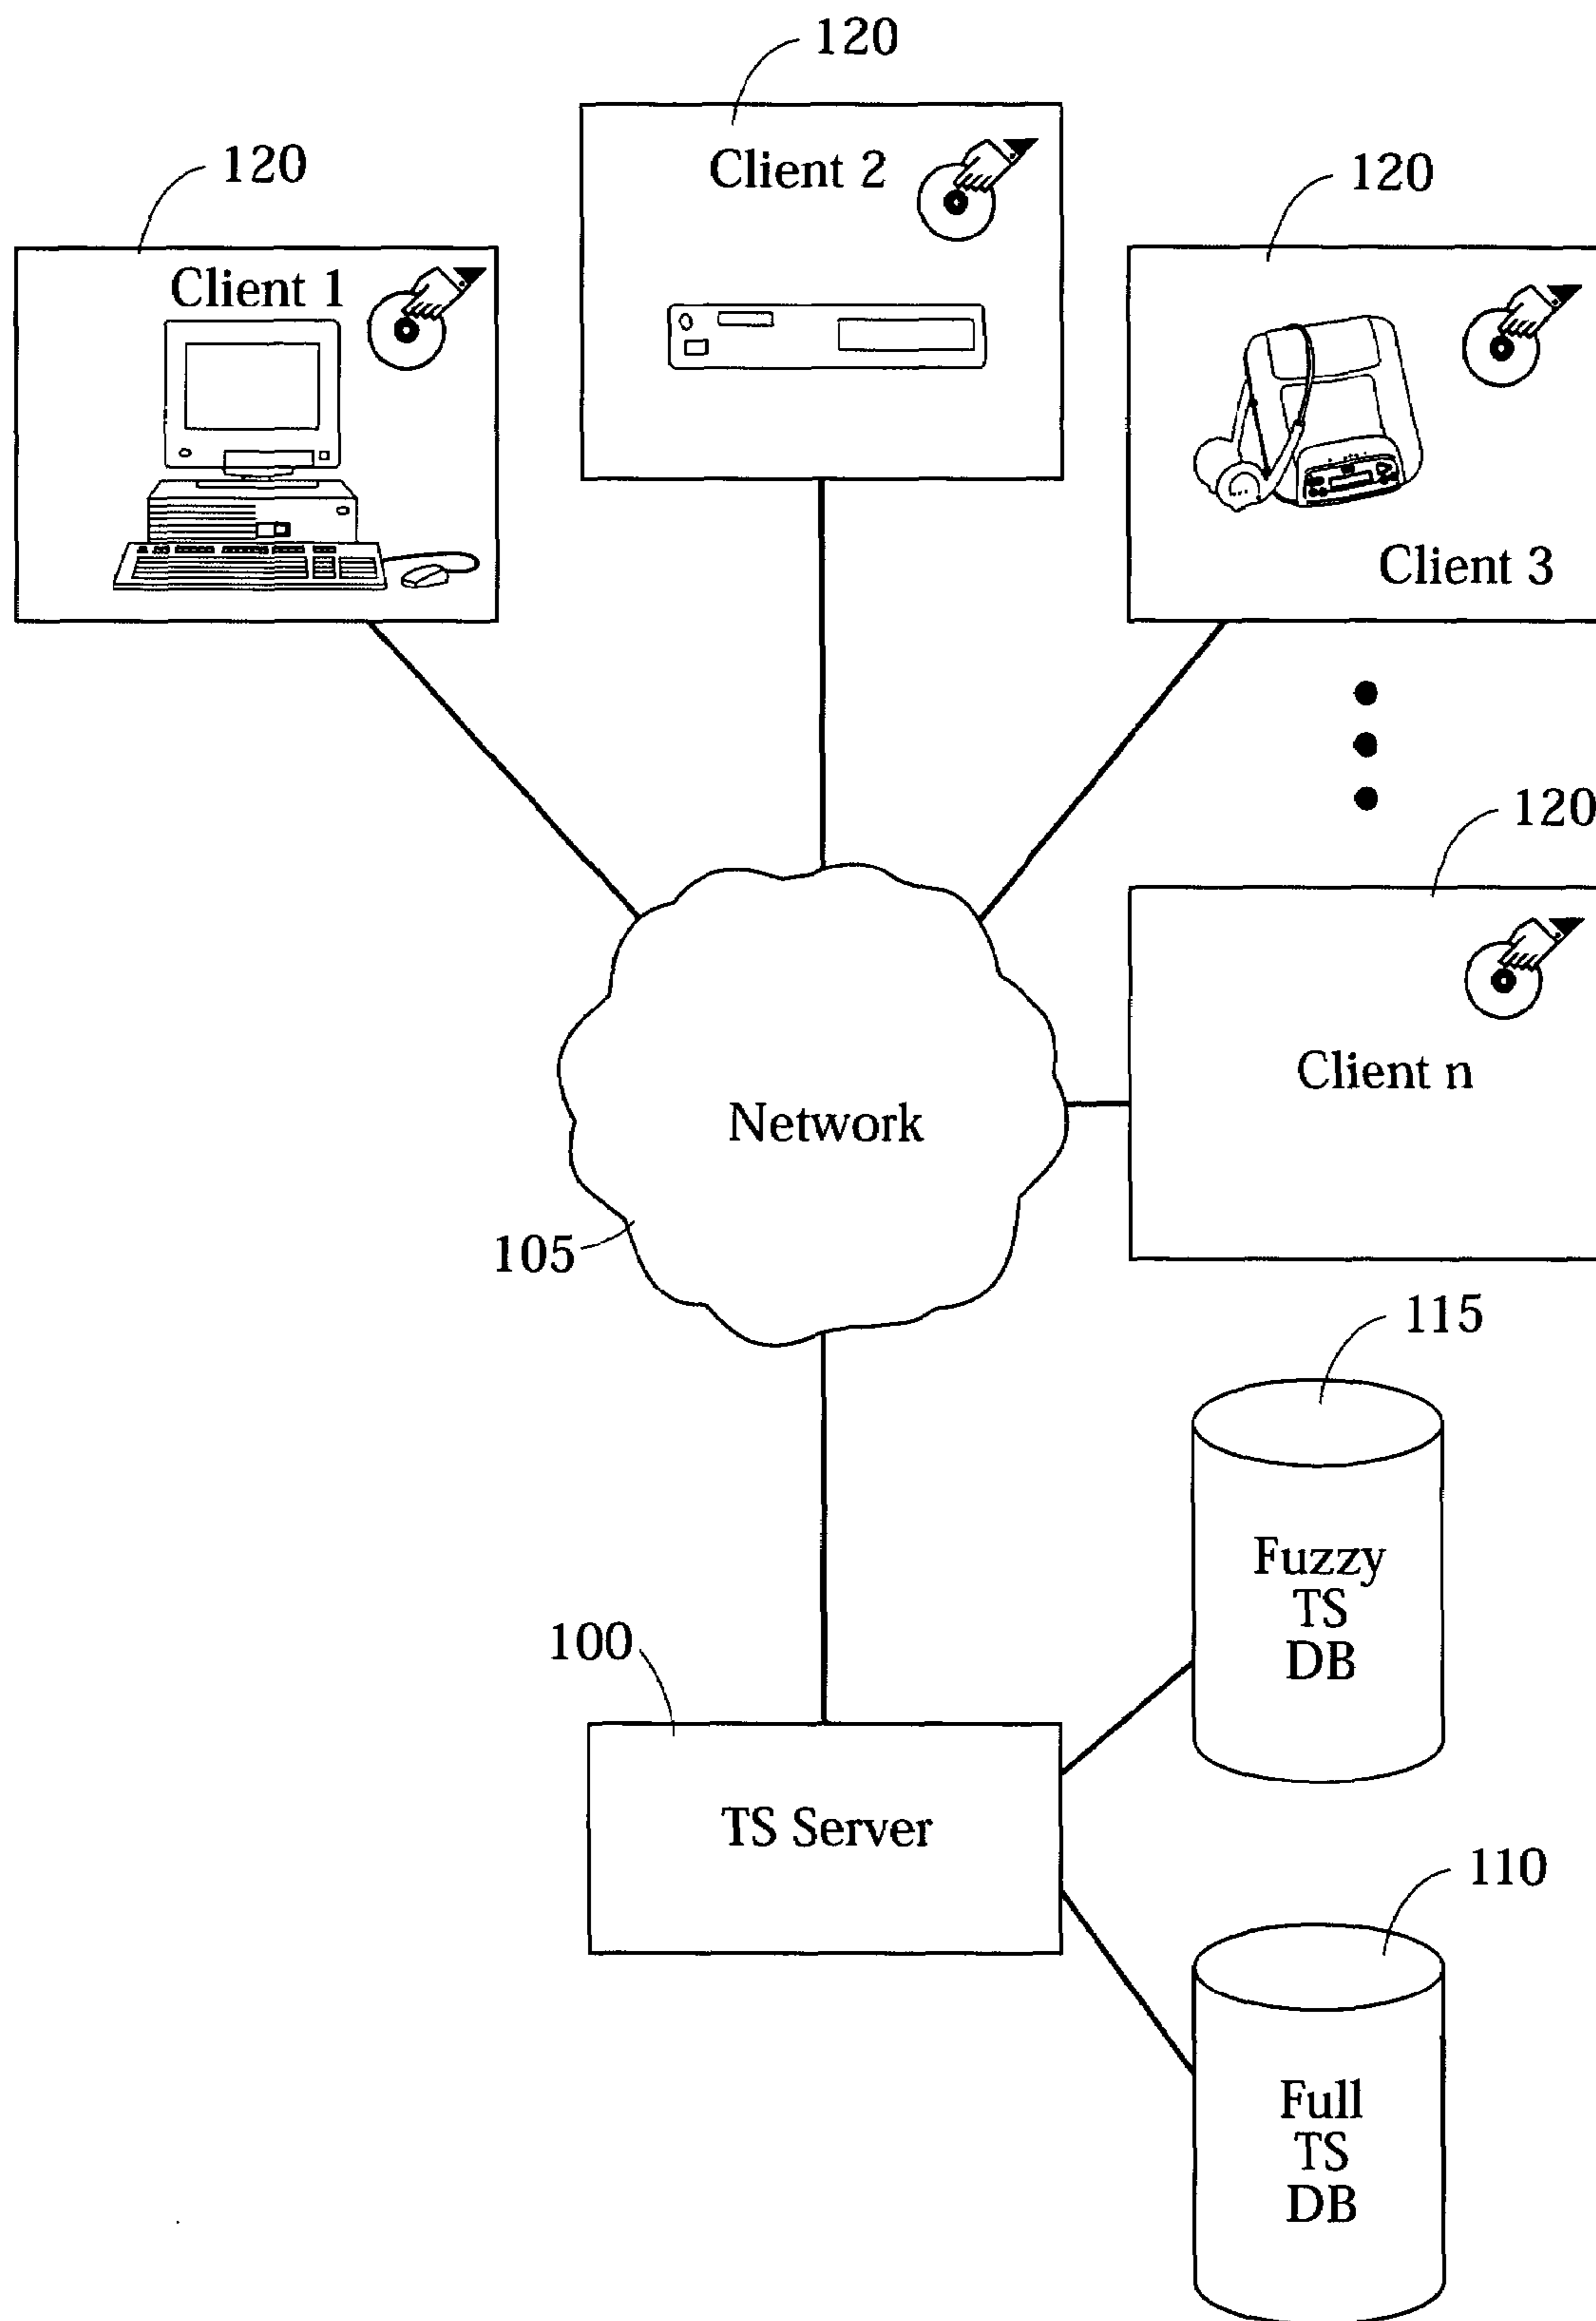 120
120
Client 2
120
Client 1
Client 3
120
Client n
Network
105
115
Fuzzy
TS
DB
100
TS Server
110
Full
TS
DB